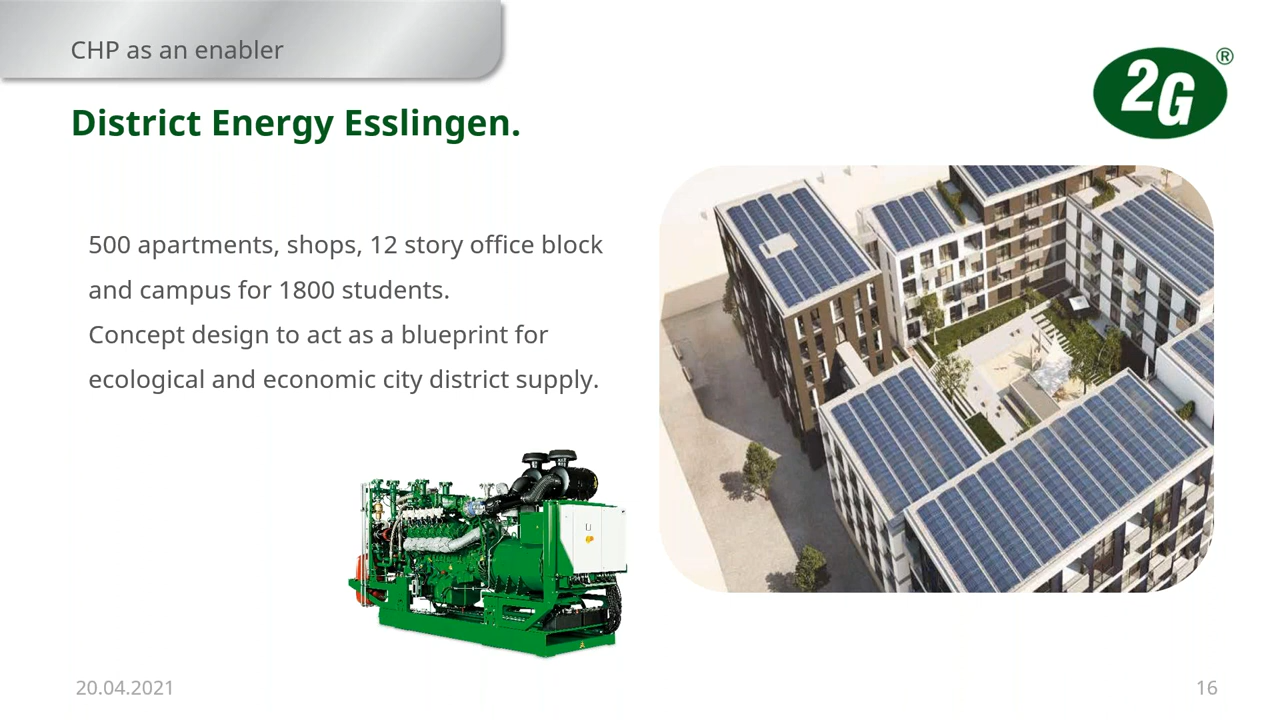 CHP as an enabler
2G®
District Energy Esslingen.
500 apartments, shops, 12 story office block
and campus for 1800 students.
Concept design to act as a blueprint for
ecological and economic city district supply.
20.04.2021
16